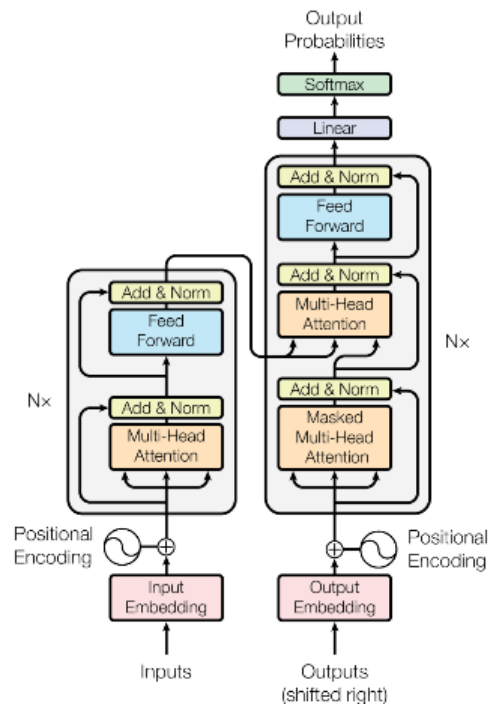 Output
Probabilities
Softmax
Linear
Add & Norm
Feed
Forward
Add & Norm
Multi-Head
Attention
Add & Norm
Masked
Multi-Head
Attention
N×
Add & Norm
Feed
Forward
Add & Norm
Multi-Head
Attention
N×
Positional
Encoding
Positional
Encoding
Input
Embedding
Output
Embedding
Inputs
Outputs
(shifted right)